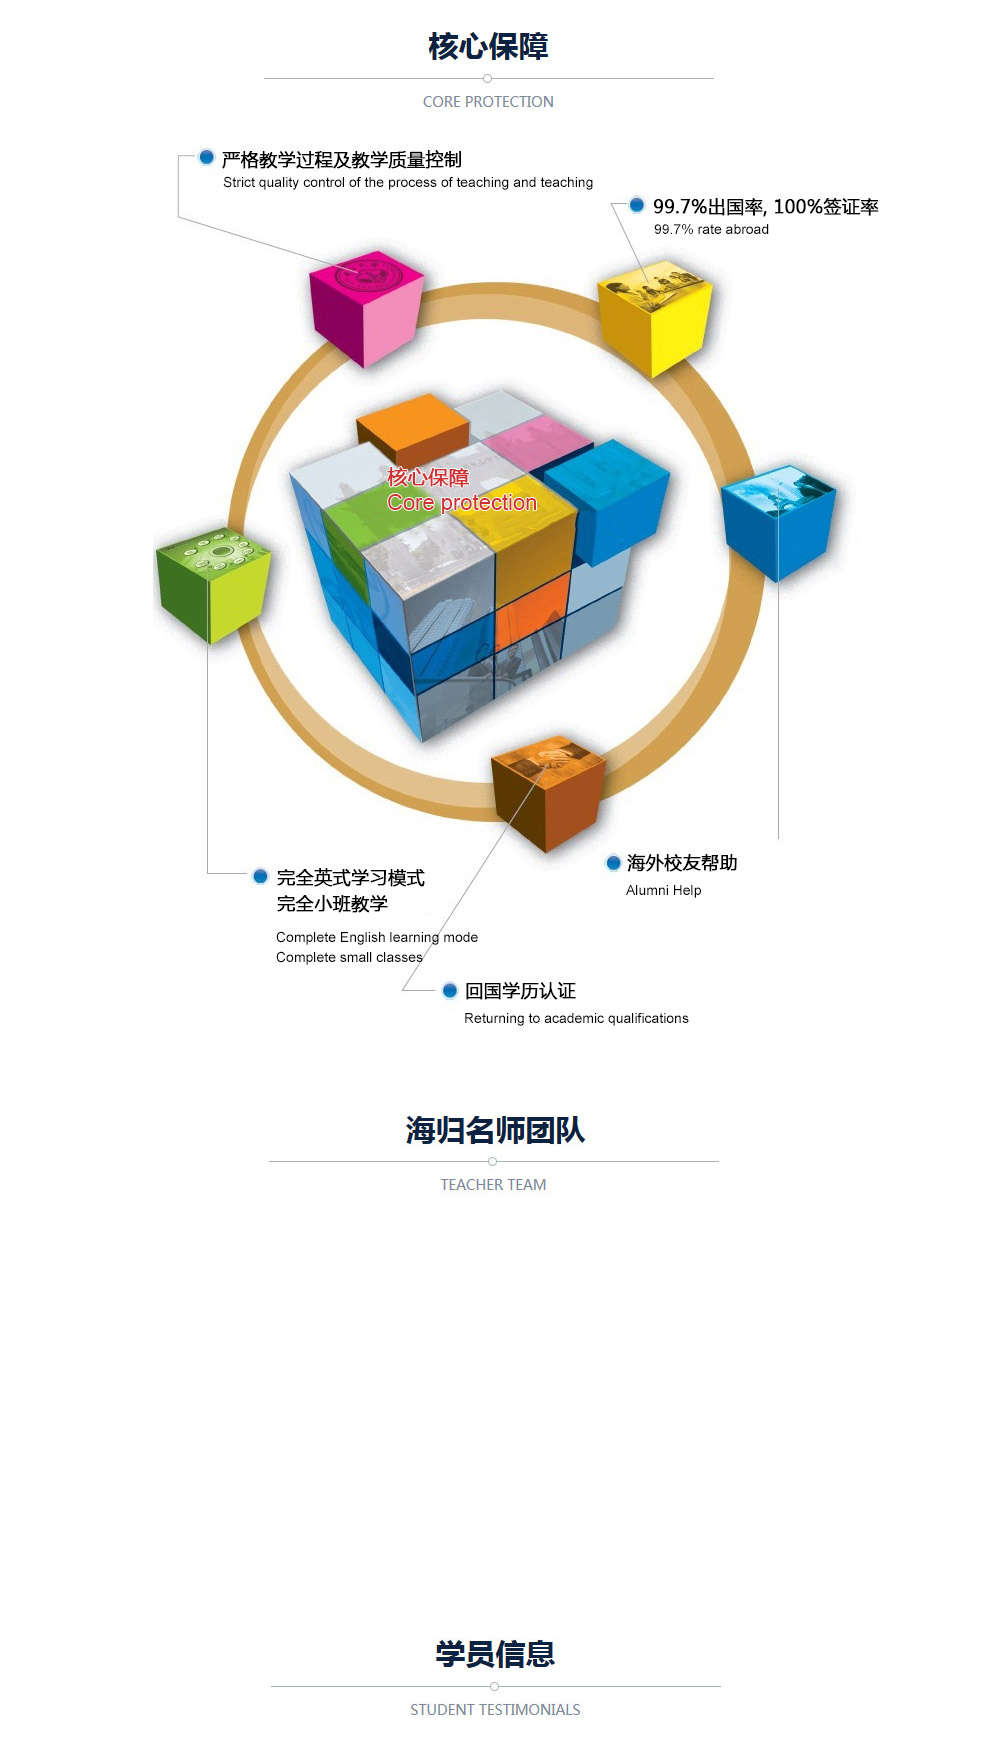 核心保障
CORE PROTECTION
严格教学过程及教学质量控制
Strict quality control of the process of teaching and teaching
99.7%出国率, 100%签证率
99.7% rate abroad
核心保障
Core protection
海外校友帮助
Alumni Help
完全英式学习模式
完全小班教学
Complete English learning mode
Complete small classes
回国学历认证
Returning to academic qualifications
海归名师团队
TEACHER TEAM
学员信息
STUDENT TESTIMONIALS